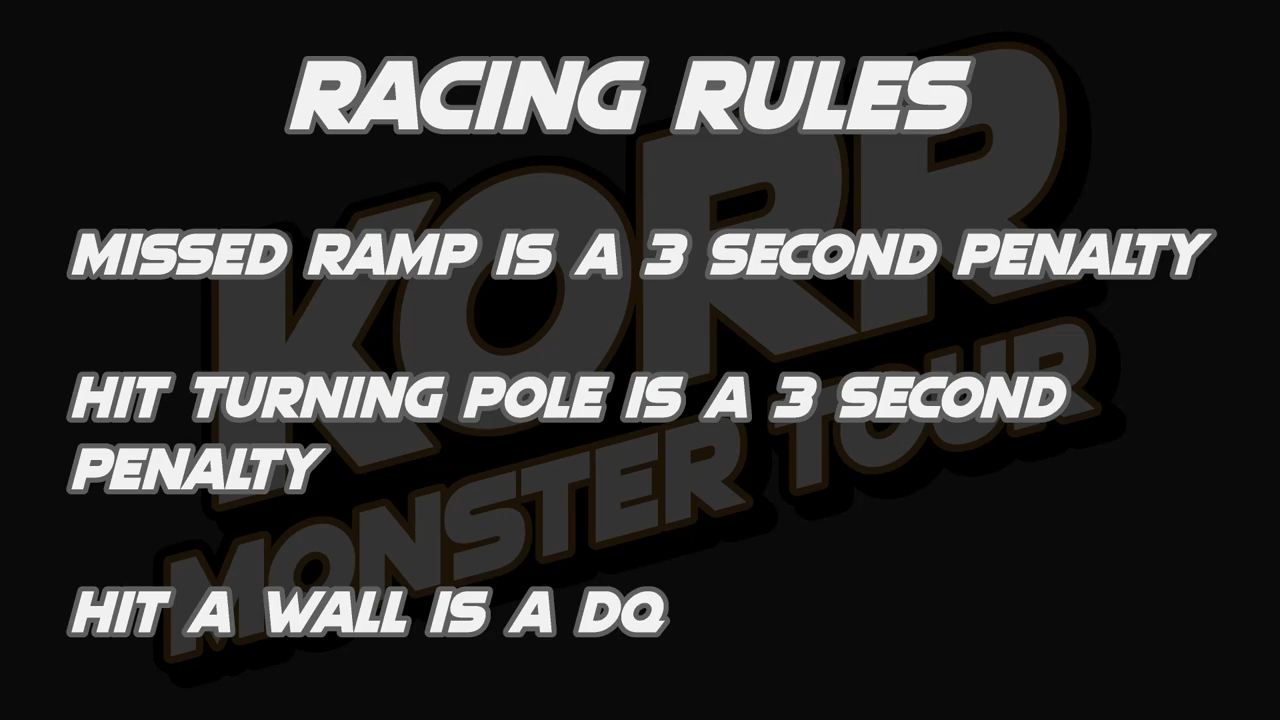 RACING RULES
MISSED RAMP IS A 3 SECOND PENALTY
HIT TURNING POLE IS A 3 SECOND
PENALTY
HIT A WALL IS A DQ
KORR
MONSTER TOUR